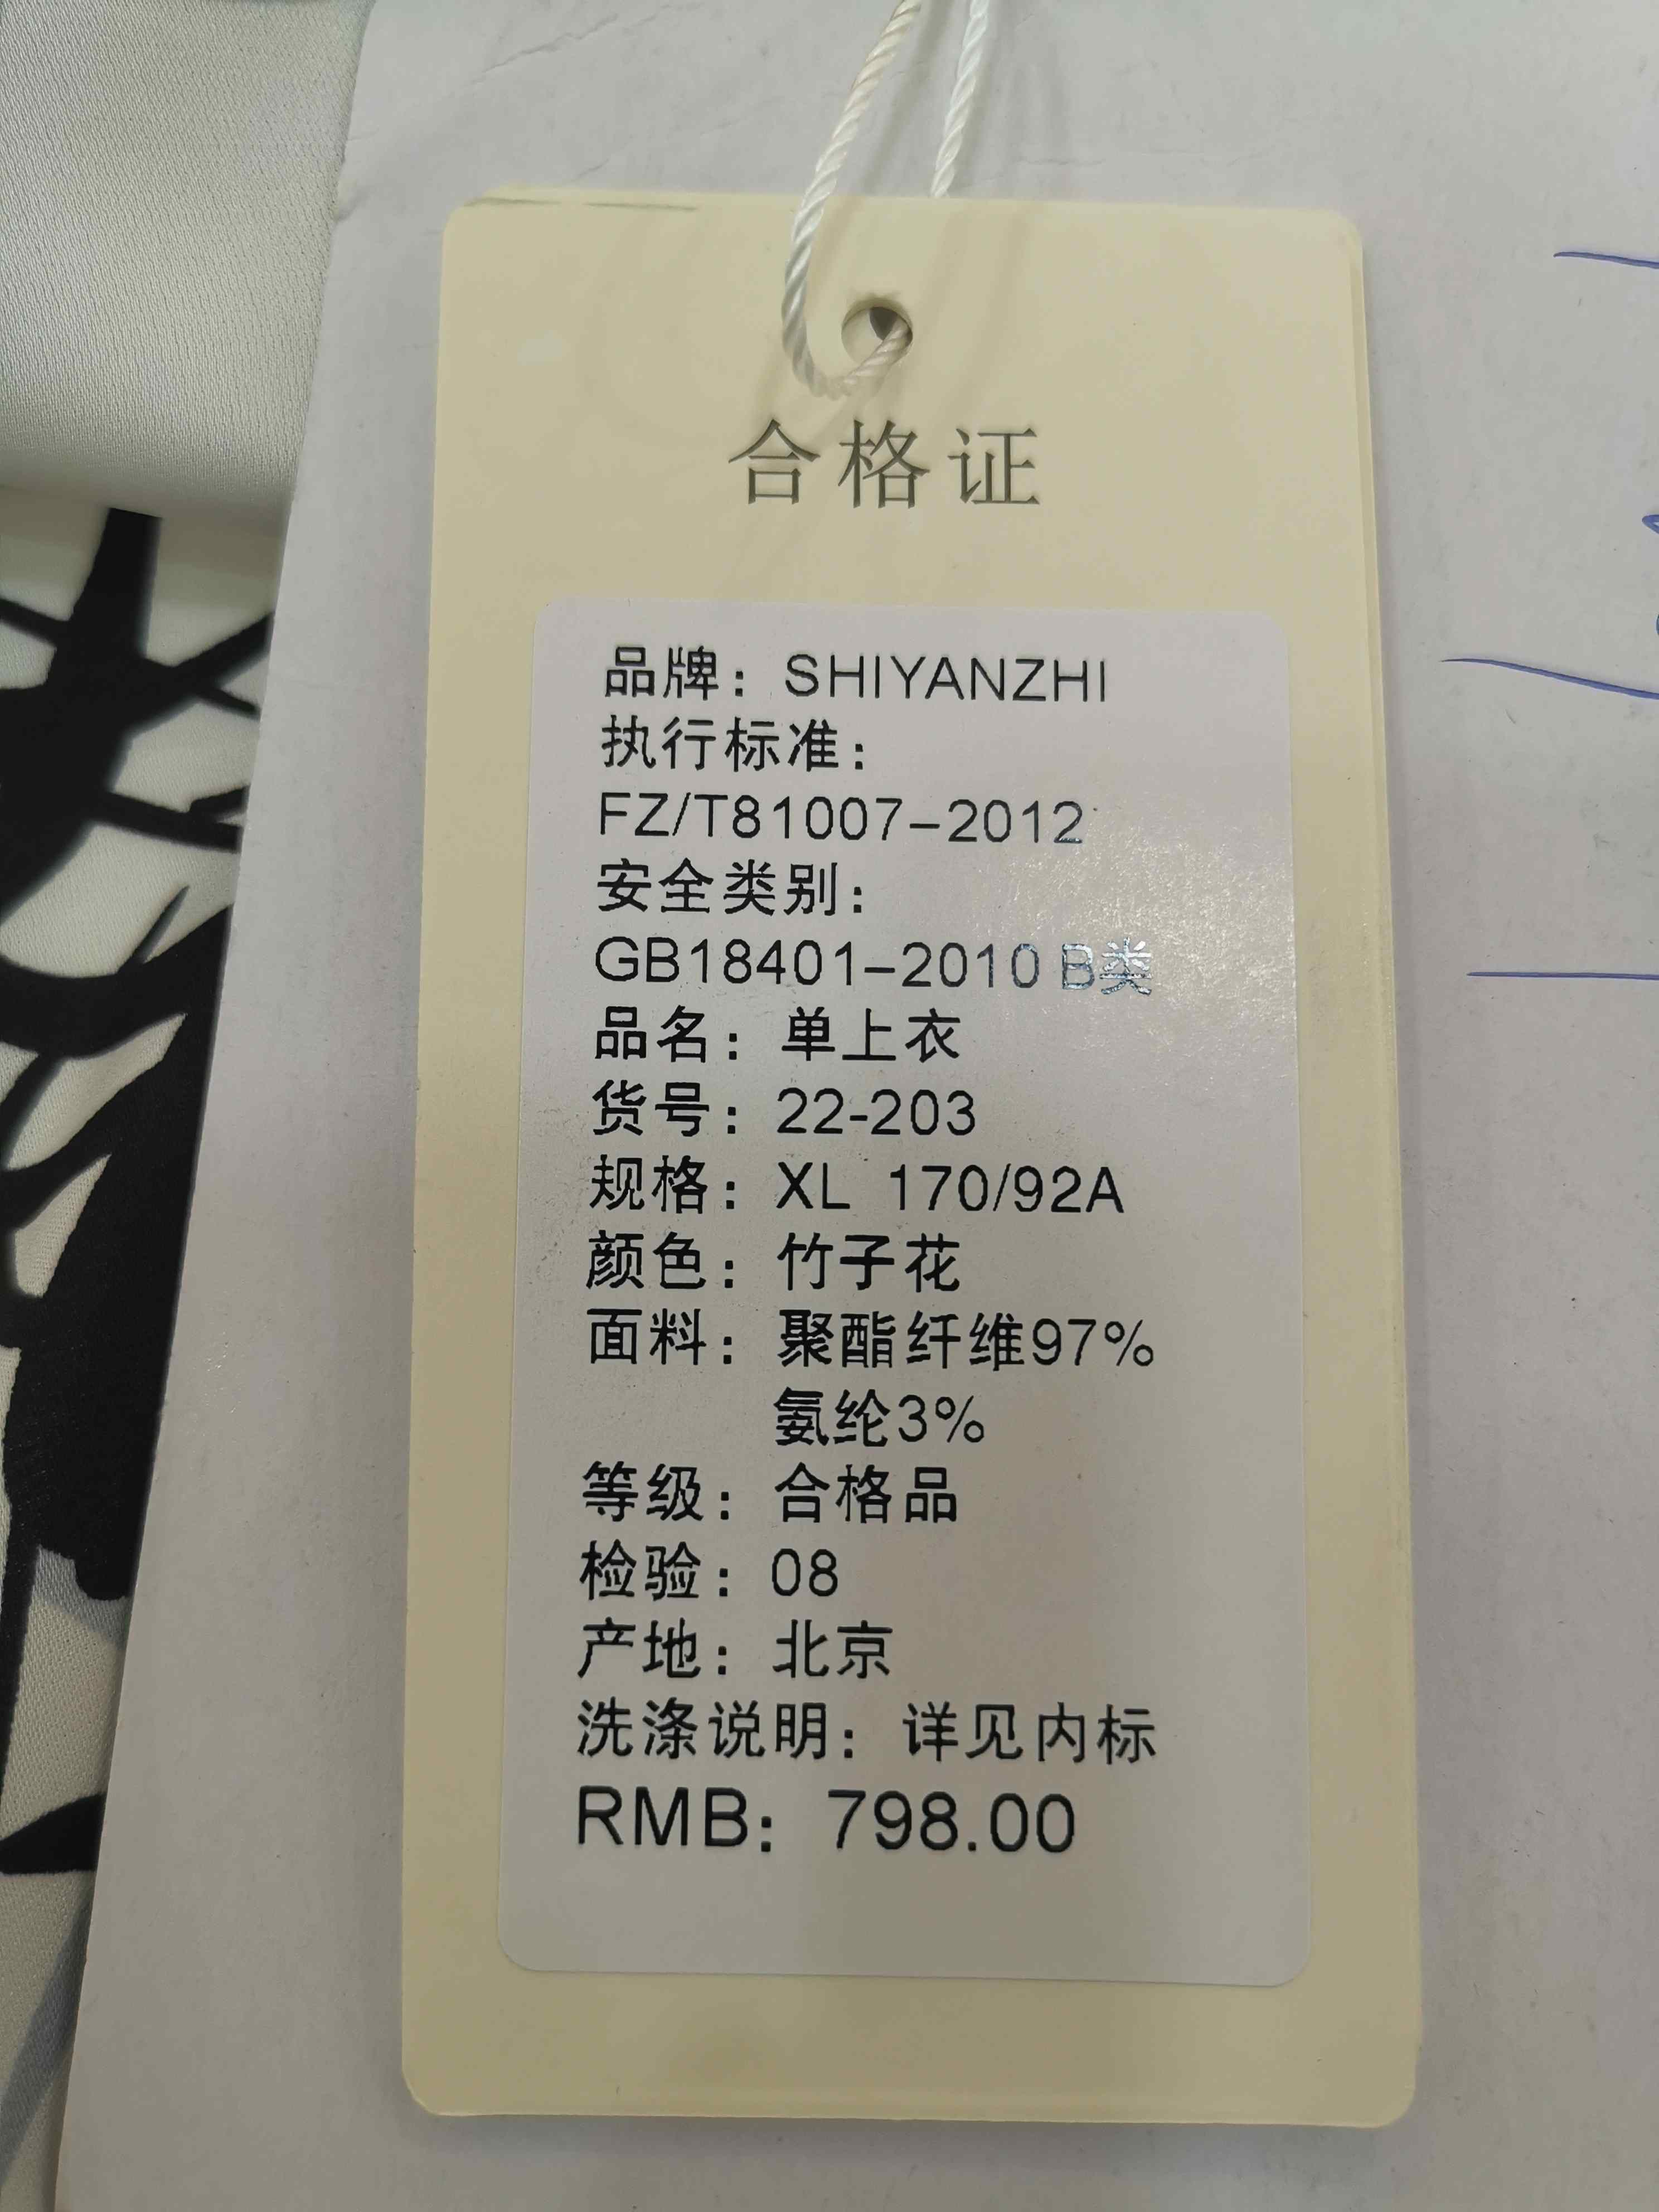 合格证
品牌：SHIYANZHI
执行标准：
FZ/T81007-2012
安全类别：
GB18401-2010 B类
品名：单上衣
货号：22-203
规格：XL 170/92A
颜色：竹子花
面料：聚酯纤维97%
氨纶3%
等级：合格品
检验：08
产地：北京
洗涤说明：详见内标
RMB：798.00